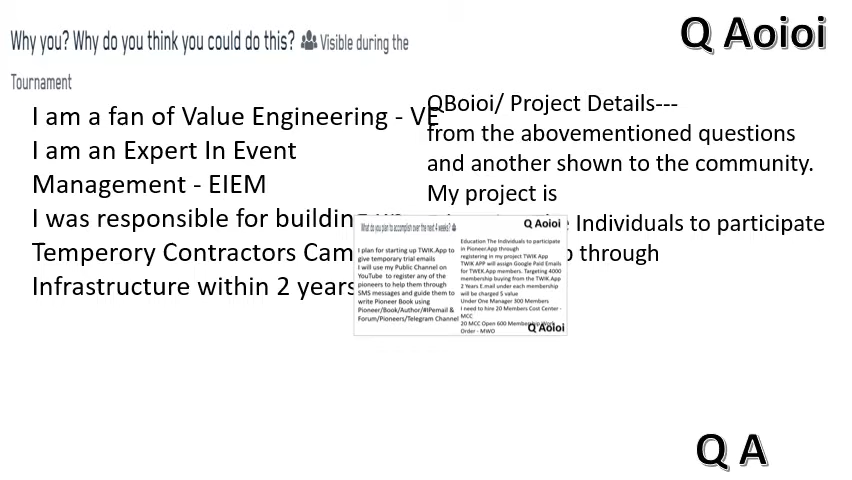 Why you? Why do you think you could do this? Visible during the
Tournament
Q Aoioi
I am a fan of Value Engineering - VE
I am an Expert In Event
Management - EIEM
I was responsible for building up
Temperory Contractors Cam
Infrastructure within 2 years
QBoioi/ Project Details---
from the abovementioned questions
and another shown to the community.
My project is
Individuals to participate
through
What do you plan to accomplish over the next 4 weeks?
Q Aoioi
I plan for starting up TWIK.App to
give temporary trial emails
I will use my Public Channel on
YouTube to register any of the
pioneers to help them through
SMS messages and guide them to
write Pioneer Book using
Pioneer/Book/Author/#IPemail &
Forum/Pioneers/Telegram Channel
Education The Individuals to participate
in Pioneer.App through
registering in my project TWIK App
TWIK APP will assign Google Paid Emails
for TWEK.App members. Targeting 4000
membership buying from the TWIK.App
2 Years E.mail under each membership
will be charged 5 value
Under One Manager 300 Members
I need to hire 20 Members Cost Center -
MCC
20 MCC Open 600 Membership Work
Order - MWO
Q Aoioi
Q A